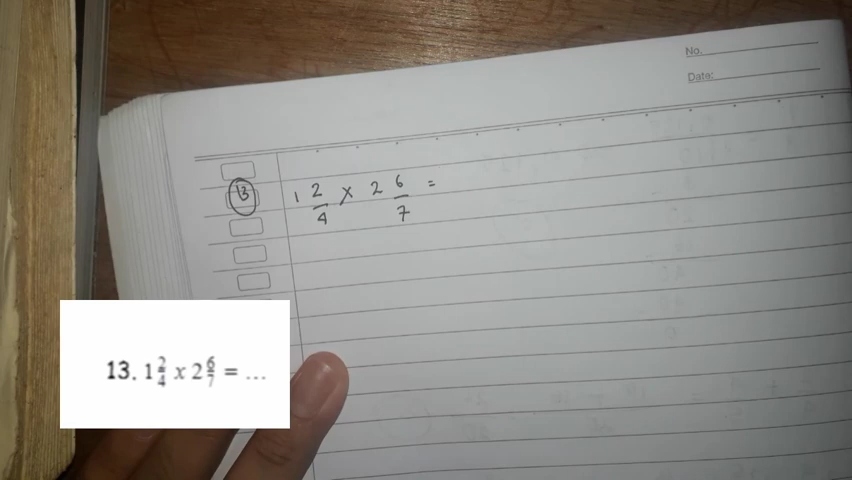 No.
Date:
13 1 2/4 x 2 6/7 =
13. 1 2/4 x 2 6/7 = ...